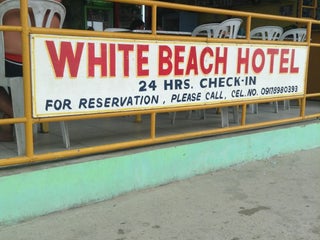 WHITE BEACH HOTEL
24 HRS. CHECK-IN
FOR RESERVATION, PLEASE CALL, CEL. NO. 09178980393